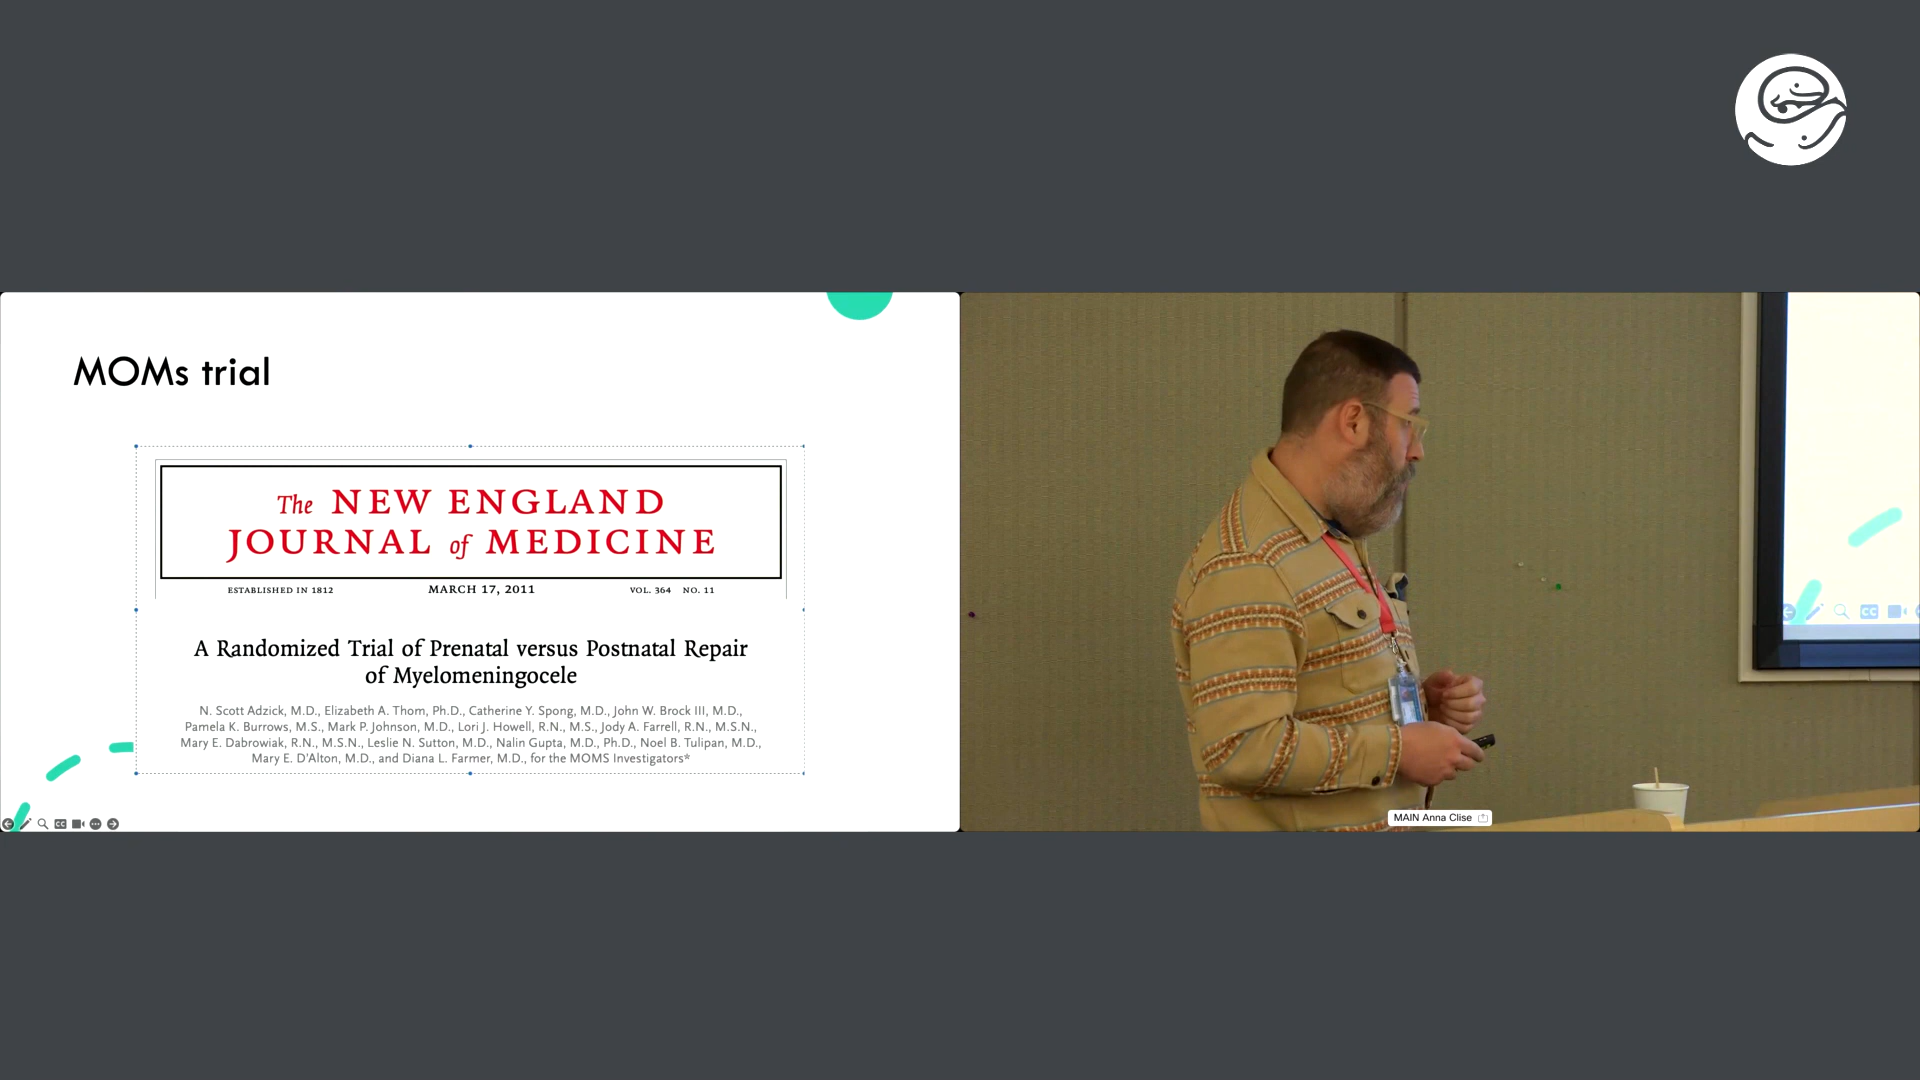 MOMs trial
The NEW ENGLAND
JOURNAL of MEDICINE
ESTABLISHED IN 1812 MARCH 17, 2011 VOL. 364 NO. 11
A Randomized Trial of Prenatal versus Postnatal Repair
of Myelomeningocele
N. Scott Adzick, M.D., Elizabeth A. Thom, Ph.D., Catherine Y. Spong, M.D., John W. Brock III, M.D.,
Pamela K. Burrows, M.S., Mark P. Johnson, M.D., Lori J. Howell, R.N., M.S., Jody A. Farrell, R.N., M.S.N.,
Mary E. Dabrowiak, R.N., M.S.N., Leslie N. Sutton, M.D., Nalin Gupta, M.D., Ph.D., Noel B. Tulipan, M.D.,
Mary E. D'Alton, M.D., and Diana L. Farmer, M.D., for the MOMS Investigators*
CC
CC
MAIN Anna Clise